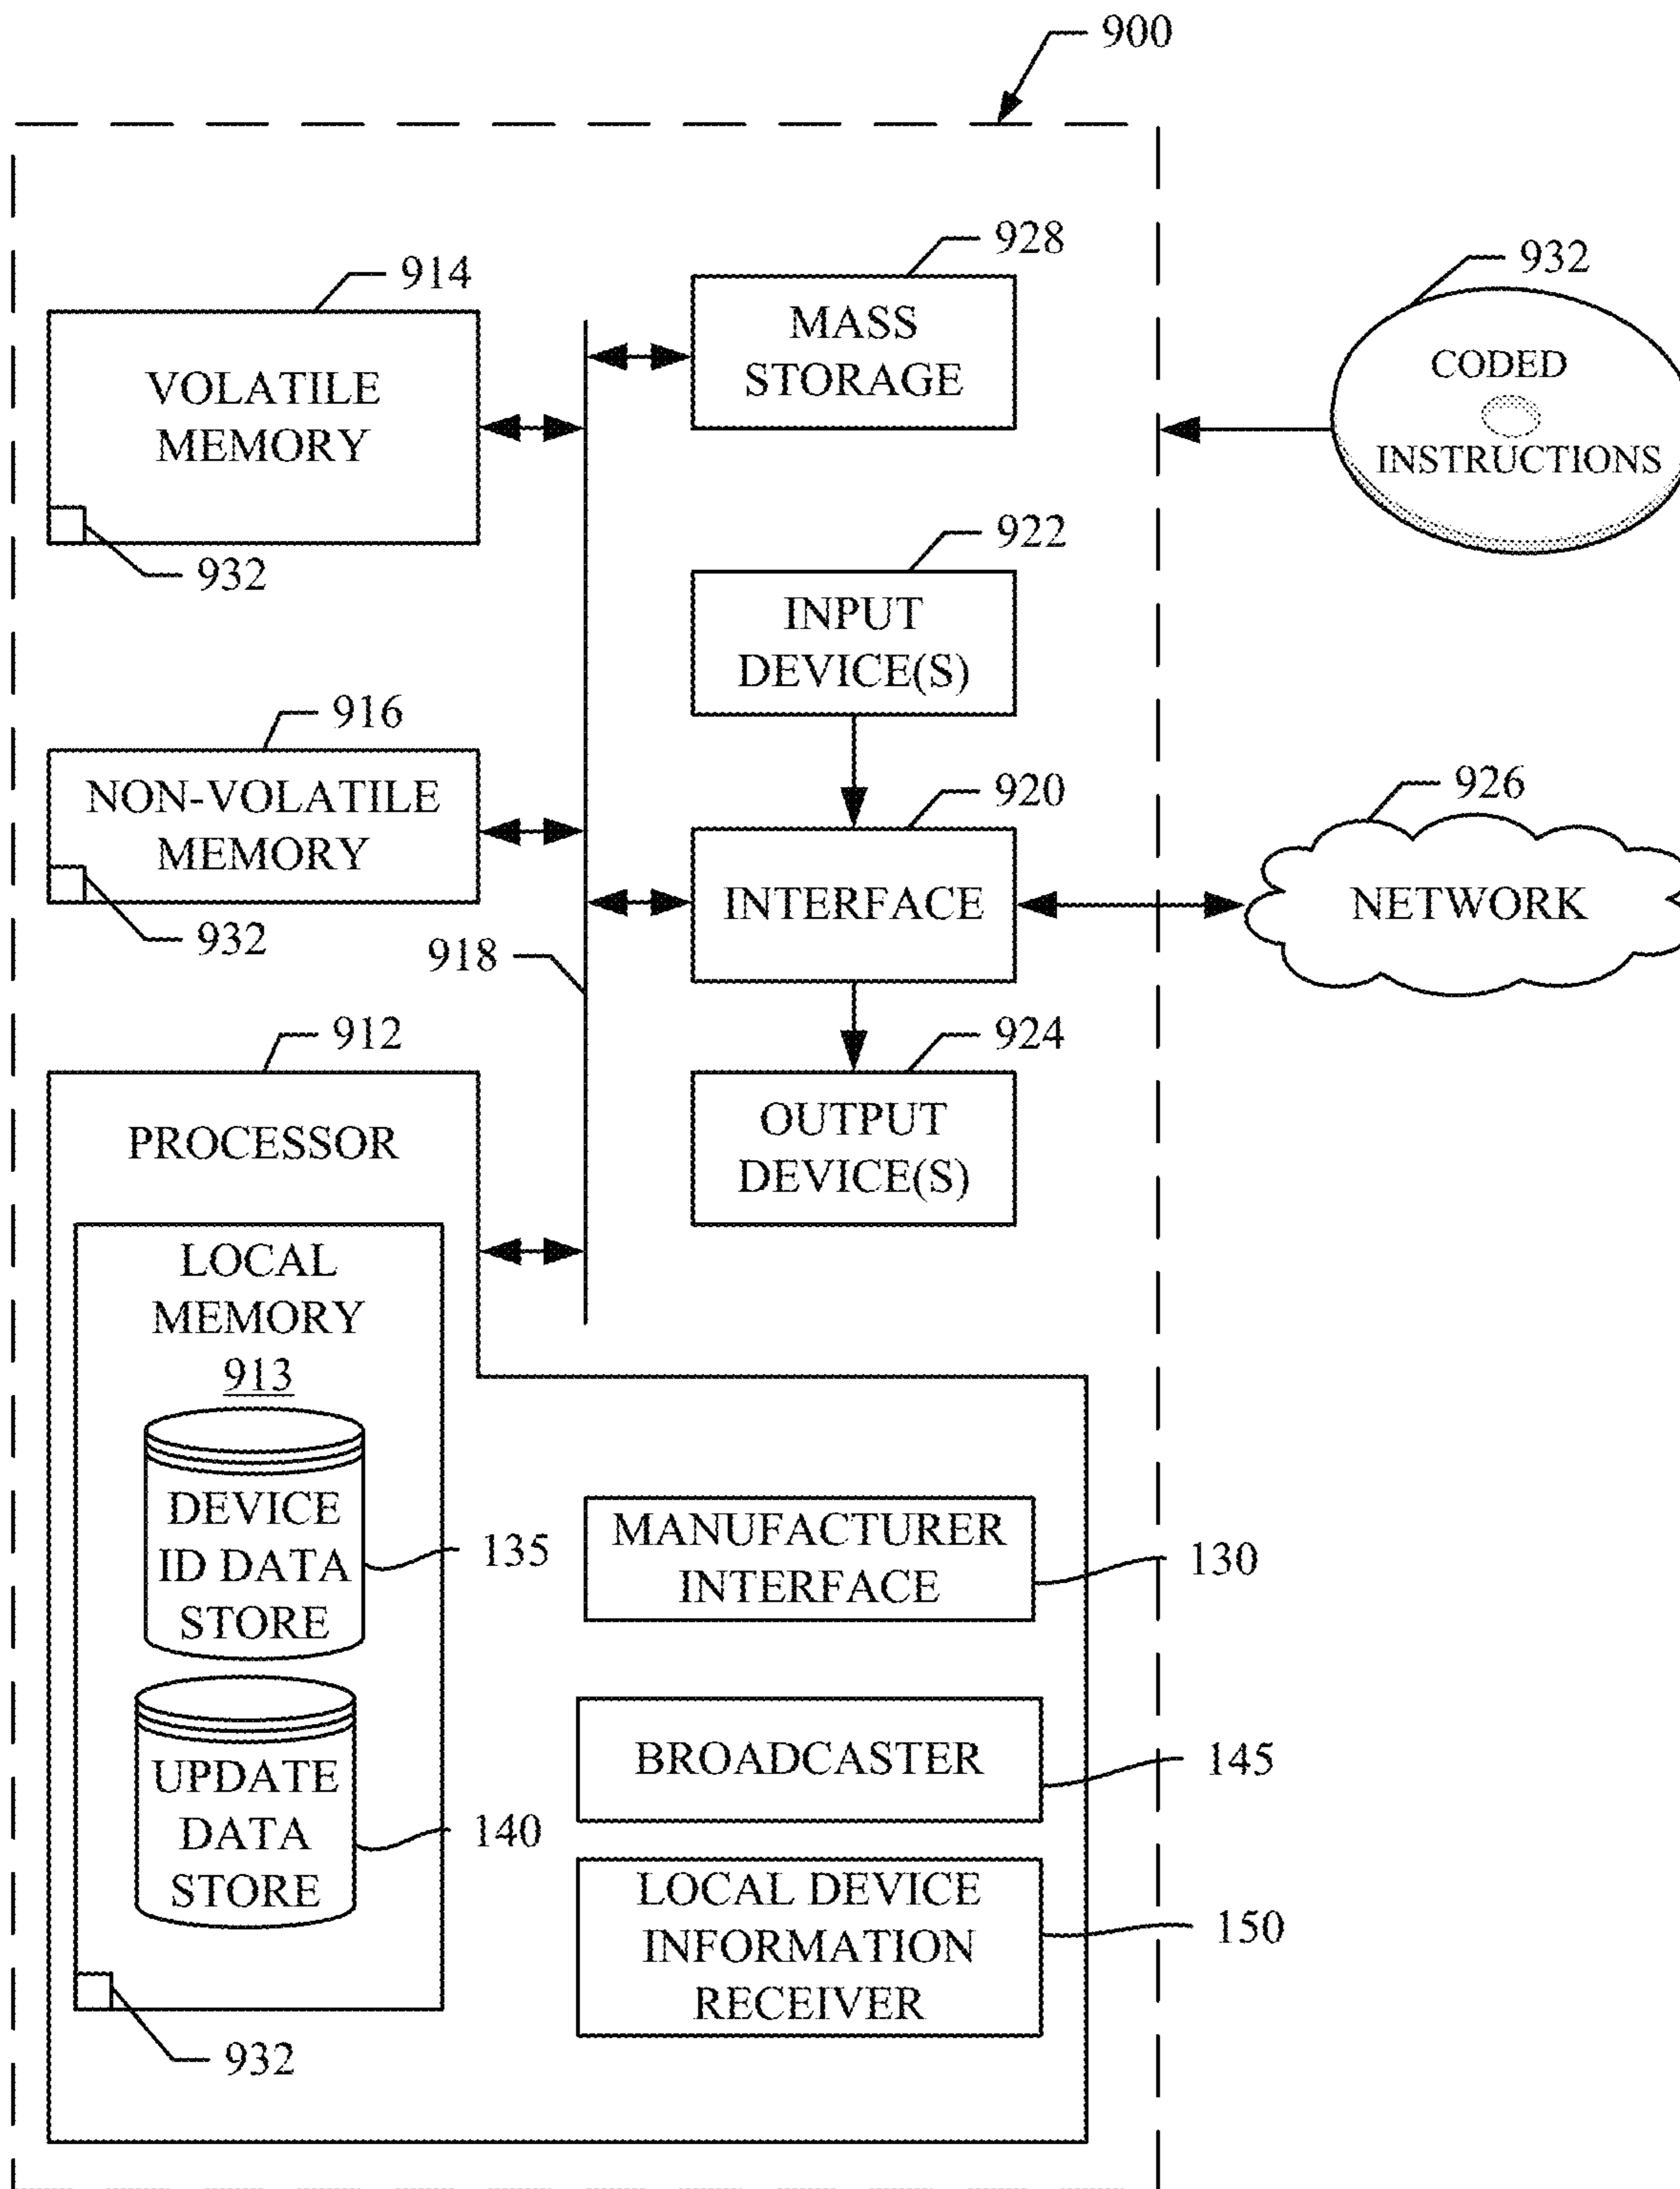 900
914
VOLATILE
MEMORY
932
928
MASS
STORAGE
932
CODED
INSTRUCTIONS
922
INPUT
DEVICE(S)
916
NON-VOLATILE
MEMORY
932
920
INTERFACE
926
NETWORK
918
912
PROCESSOR
924
OUTPUT
DEVICE(S)
LOCAL
MEMORY
913
DEVICE
ID DATA
STORE
135
MANUFACTURER
INTERFACE
130
UPDATE
DATA
STORE
140
BROADCASTER
145
LOCAL DEVICE
INFORMATION
RECEIVER
150
932